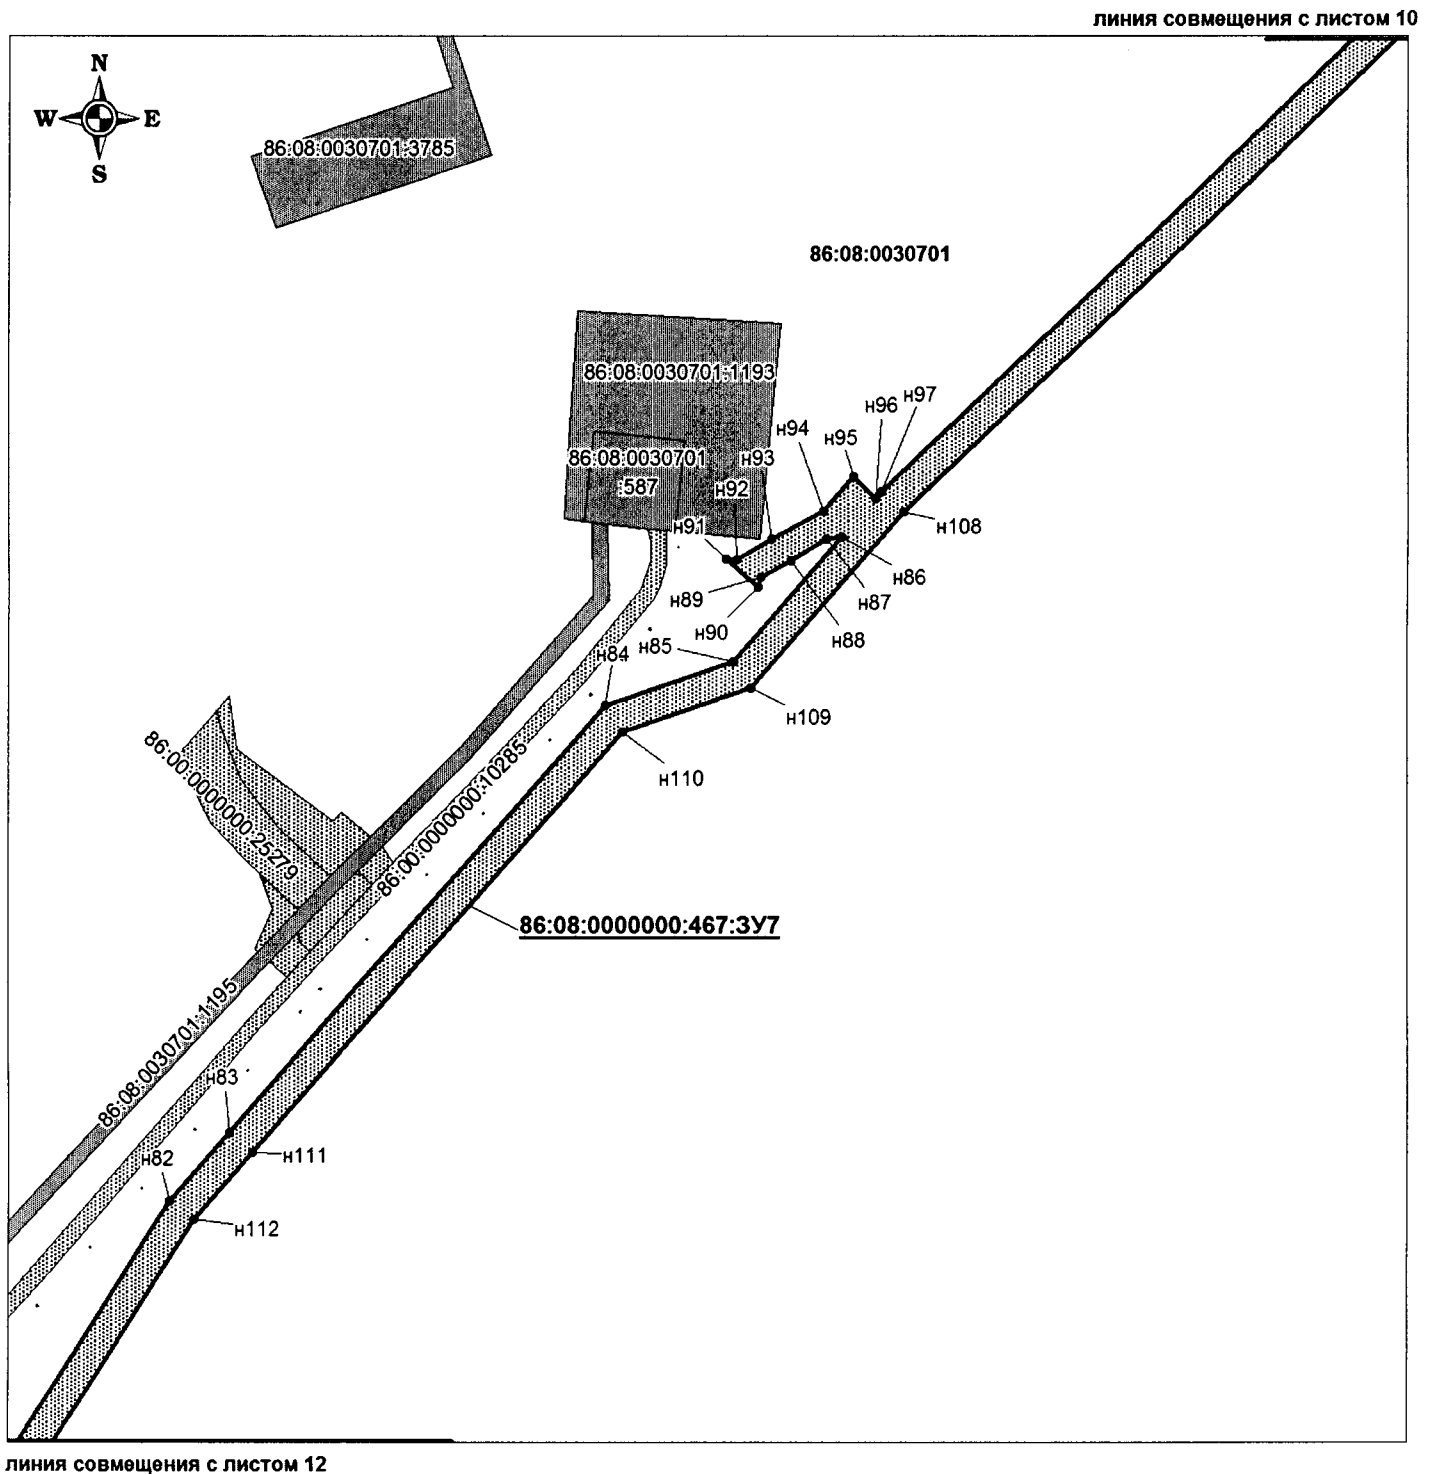 линия совмещения с листом 10
N
W E
S
86:08:0030701:3785
86:08:0030701
86:08:0030701:1193
н97
н96
н94
н95
86:08:0030701
:587
н93
н92
н91
н108
н86
н87
н89
н88
н90
н85
н84
н109
н110
86:00:0000000:25279
86:00:0000000:10285
86:08:0000000:467:ЗУ7
86:08:0030701:1195
н83
н82
н111
н112
линия совмещения с листом 12